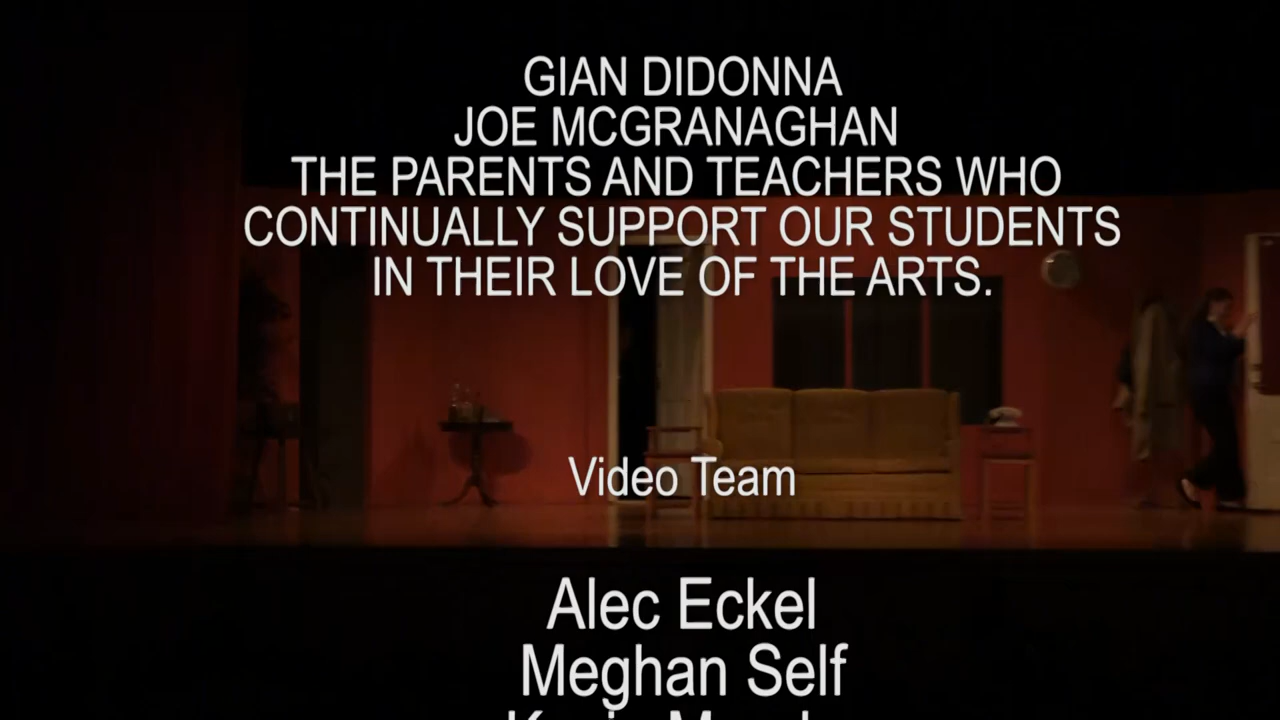 GIAN DIDONNA
JOE MCGRANAGHAN
THE PARENTS AND TEACHERS WHO
CONTINUALLY SUPPORT OUR STUDENTS
IN THEIR LOVE OF THE ARTS.
Video Team
Alec Eckel
Meghan Self